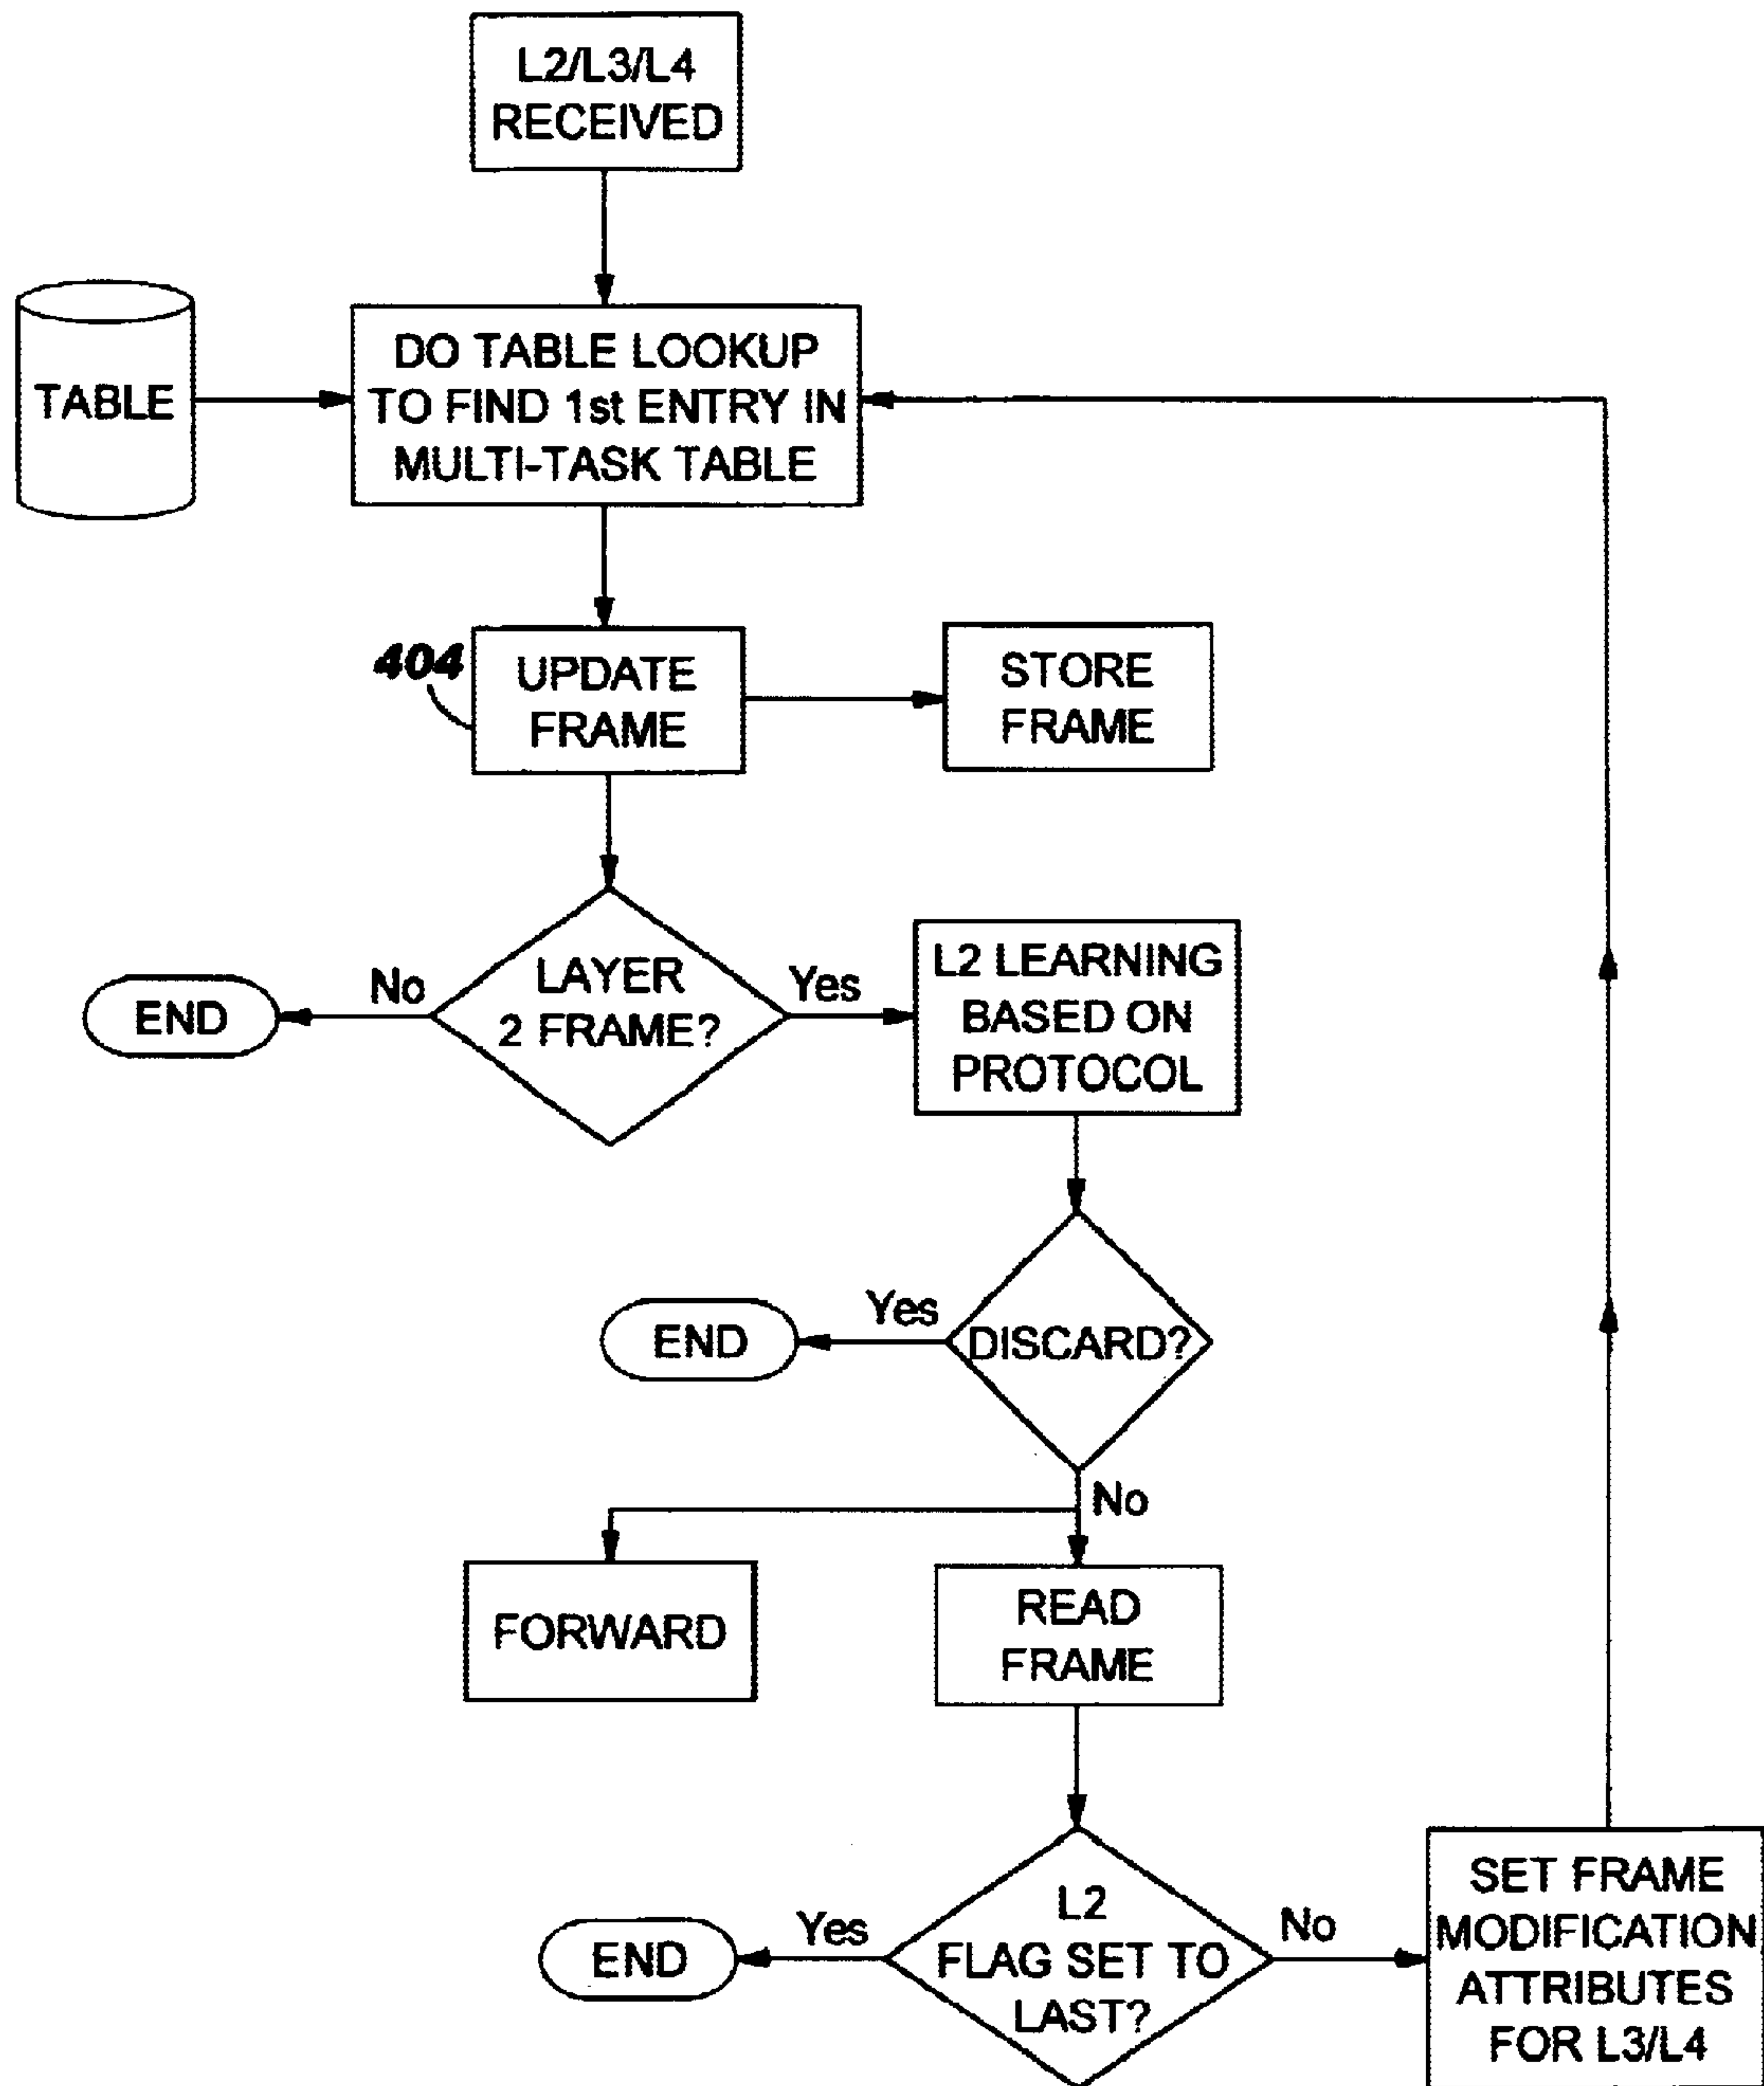 L2/L3/L4
RECEIVED
TABLE
DO TABLE LOOKUP
TO FIND 1st ENTRY IN
MULTI-TASK TABLE
404
UPDATE
FRAME
STORE
FRAME
LAYER
2 FRAME?
No
END
Yes
L2 LEARNING
BASED ON
PROTOCOL
DISCARD?
Yes
END
No
FORWARD
READ
FRAME
L2
FLAG SET TO
LAST?
Yes
END
No
SET FRAME
MODIFICATION
ATTRIBUTES
FOR L3/L4